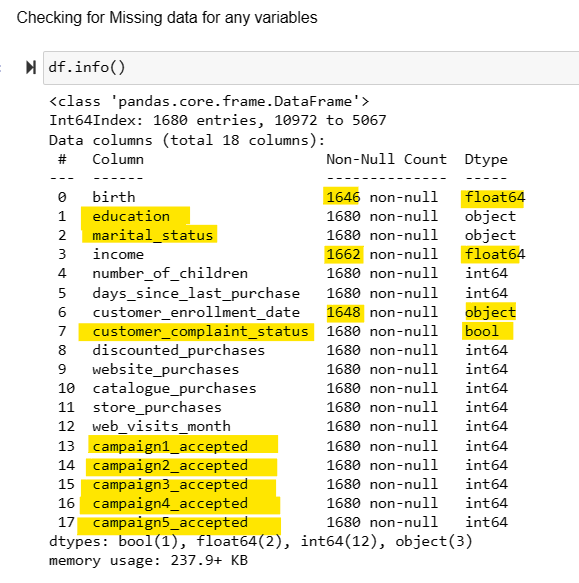 Checking for Missing data for any variables
df.info()
<class 'pandas.core.frame.DataFrame'>
Int64Index: 1680 entries, 10972 to 5067
Data columns (total 18 columns):
 #   Column                     Non-Null Count  Dtype
---  ------                     --------------  -----
 0   birth                      1646 non-null   float64
 1   education                  1680 non-null   object
 2   marital_status             1680 non-null   object
 3   income                     1662 non-null   float64
 4   number_of_children         1680 non-null   int64
 5   days_since_last_purchase   1680 non-null   int64
 6   customer_enrollment_date   1648 non-null   object
 7   customer_complaint_status  1680 non-null   bool
 8   discounted_purchases       1680 non-null   int64
 9   website_purchases          1680 non-null   int64
 10  catalogue_purchases        1680 non-null   int64
 11  store_purchases            1680 non-null   int64
 12  web_visits_month           1680 non-null   int64
 13  campaign1_accepted         1680 non-null   int64
 14  campaign2_accepted         1680 non-null   int64
 15  campaign3_accepted         1680 non-null   int64
 16  campaign4_accepted         1680 non-null   int64
 17  campaign5_accepted         1680 non-null   int64
dtypes: bool(1), float64(2), int64(12), object(3)
memory usage: 237.9+ KB